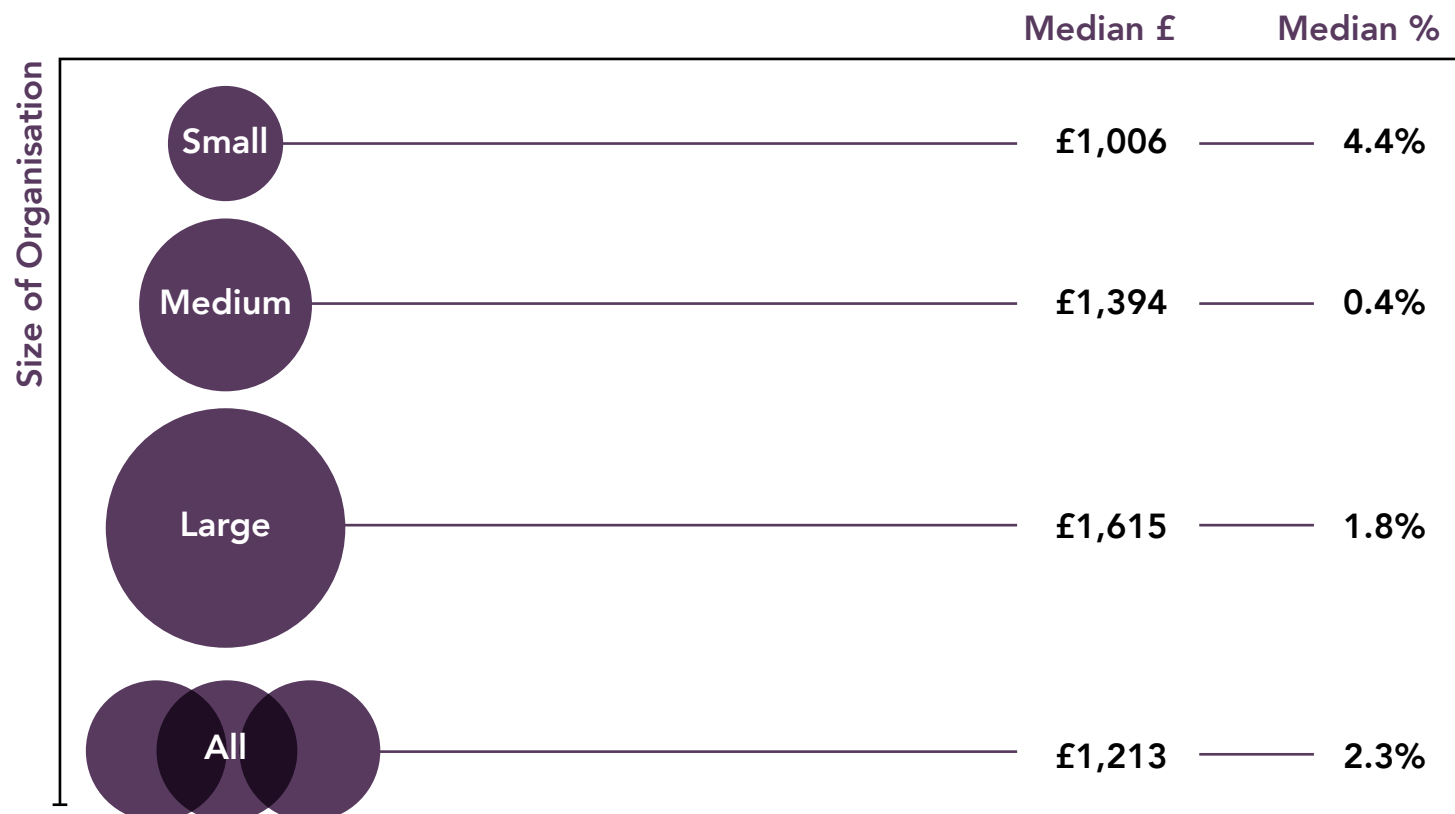 Median £ Median %
Size of Organisation
Small £1,006 4.4%
Medium £1,394 0.4%
Large £1,615 1.8%
All £1,213 2.3%